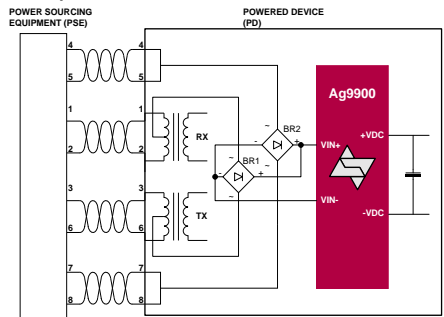 POWER SOURCING
EQUIPMENT (PSE)
POWERED DEVICE
(PD)
4
4
5
5
1
1
2
2
RX
3
3
6
6
TX
7
7
8
8
~
BR2
-
+
~
~
BR1
-
+
~
Ag9900
VIN+
+VDC
VIN-
-VDC